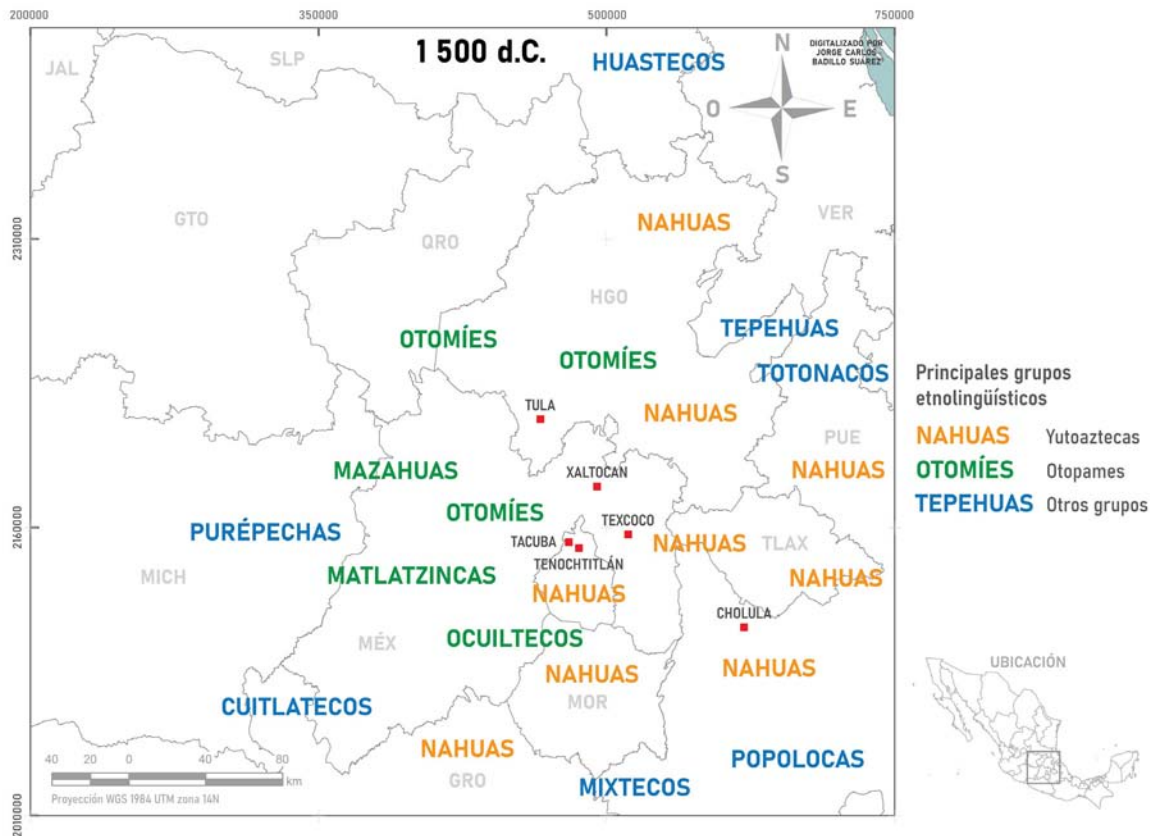 200000
350000
500000
750000
1 500 d.C.
N
DIGITALIZADO POR
JORGE CARLOS
BADILLO SUÁREZ
SLP
JAL
HUASTECOS
O
E
S
GTO
VER
NAHUAS
2310000
QRO
HGO
TEPEHUAS
OTOMÍES
OTOMÍES
TOTONACOS
Principales grupos
etnolingüísticos
TULA
NAHUAS
PUE
NAHUAS Yutoaztecas
MAZAHUAS
XALTOCAN
NAHUAS
OTOMÍES Otopames
OTOMÍES
TEXCOCO
TEPEHUAS Otros grupos
2160000
PURÉPECHAS
TACUBA
NAHUAS
TLAX
TENOCHTITLÁN
MICH
MATLATZINCAS
NAHUAS
NAHUAS
CHOLULA
MÉX
OCUILTECOS
NAHUAS
NAHUAS
UBICACIÓN
MOR
CUITLATECOS
NAHUAS
POPOLOCAS
40 20 0 40 80
km
GRO
MIXTECOS
Proyección WGS 1984 UTM zona 14N
2010000